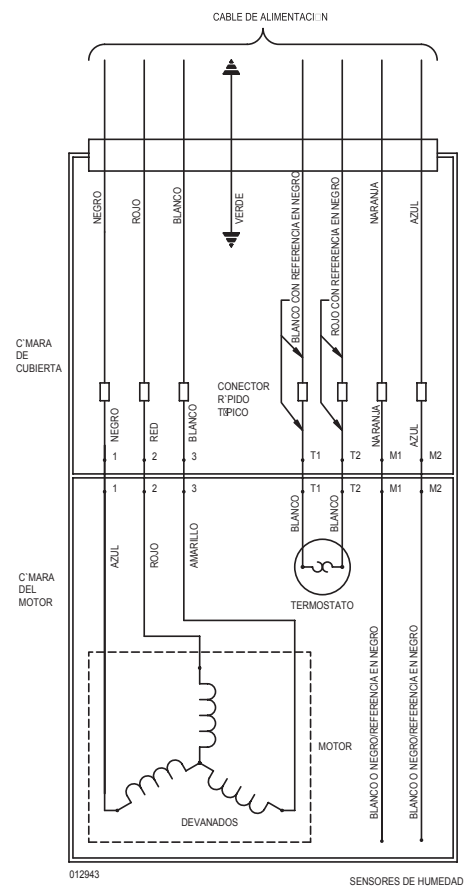 CABLE DE ALIMENTACI□N
NEGRO
ROJO
BLANCO
VERDE
BLANCO CON REFERENCIA EN NEGRO
ROJO CON REFERENCIA EN NEGRO
NARANJA
AZUL
C`MARA
DE
CUBIERTA
CONECTOR
R`PIDO
T□PICO
NEGRO
RED
BLANCO
NARANJA
AZUL
1
2
3
T1
T2
M1
M2
1
2
3
T1
T2
M1
M2
AZUL
ROJO
AMARILLO
BLANCO
BLANCO
C`MARA
DEL
MOTOR
TERMOSTATO
BLANCO O NEGRO/REFERENCIA EN NEGRO
BLANCO O NEGRO/REFERENCIA EN NEGRO
MOTOR
DEVANADOS
012943
SENSORES DE HUMEDAD